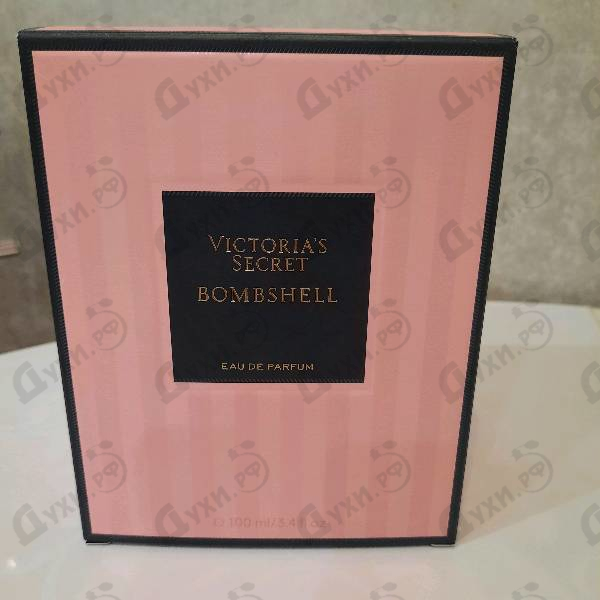 VICTORIA'S
SECRET
BOMBSHELL
EAU DE PARFUM
100 ml/3.4 fl oz
Духи.рф